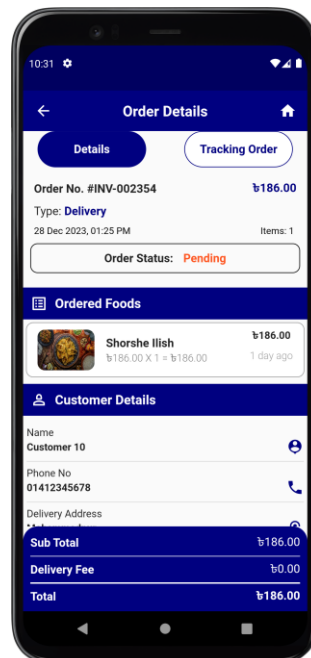 10:31
Order Details
Details
Tracking Order
Order No. #INV-002354 ৳186.00
Type: Delivery
28 Dec 2023, 01:25 PM Items: 1
Order Status: Pending
Ordered Foods
Shorshe Ilish ৳186.00
৳186.00 X 1 = ৳186.00 1 day ago
Customer Details
Name
Customer 10
Phone No
01412345678
Delivery Address
Sub Total ৳186.00
Delivery Fee ৳0.00
Total ৳186.00